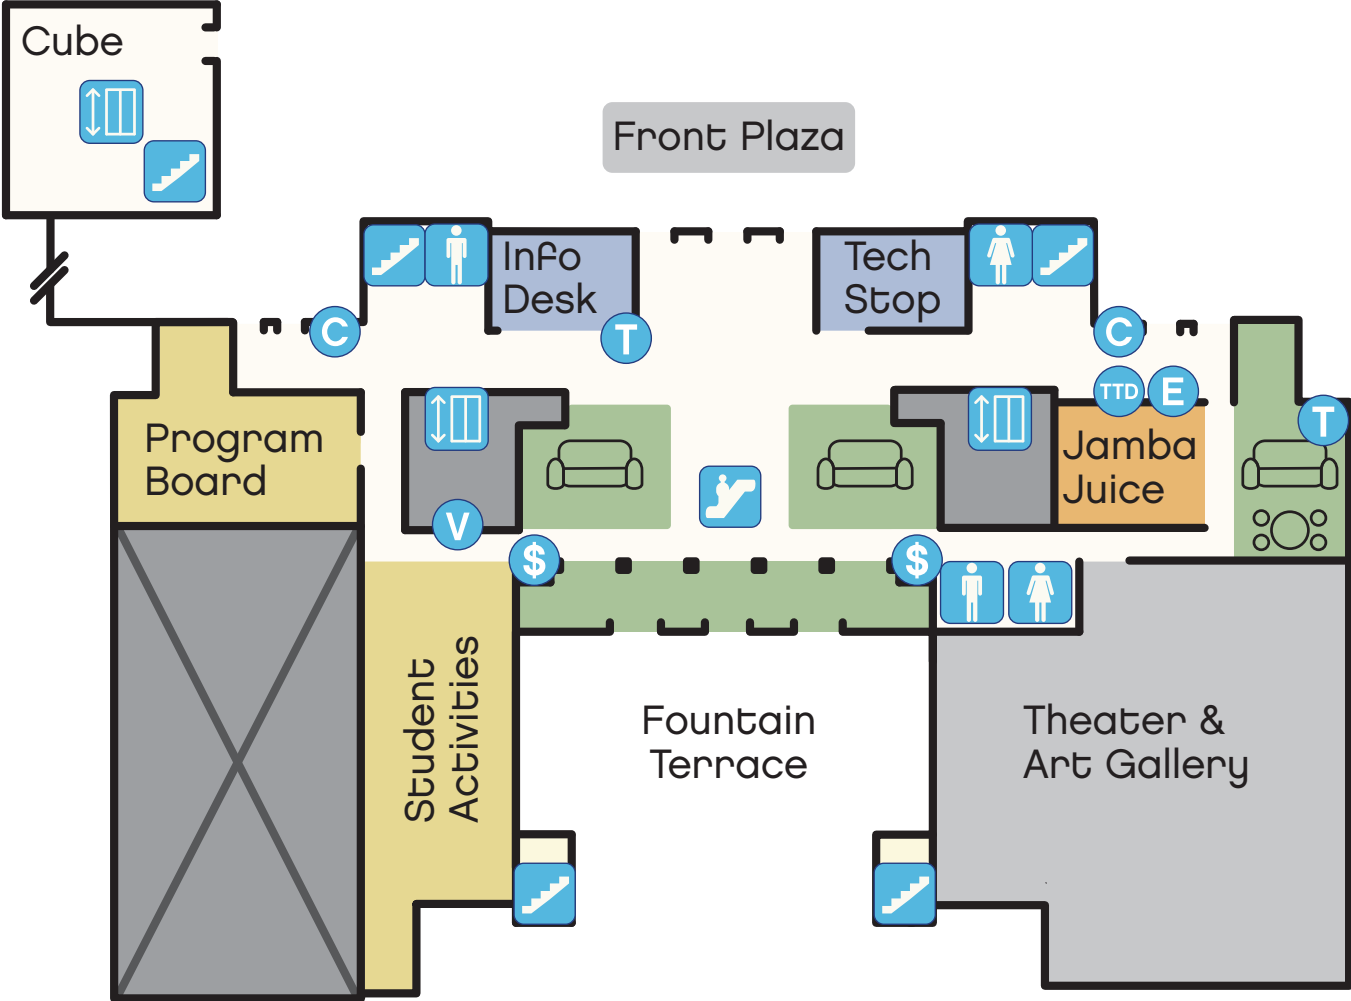 Cube
Front Plaza
Info
Desk
Tech
Stop
C
T
C
TTD
E
T
Program
Board
Jamba
Juice
V
$
$
Student
Activities
Fountain
Terrace
Theater &
Art Gallery